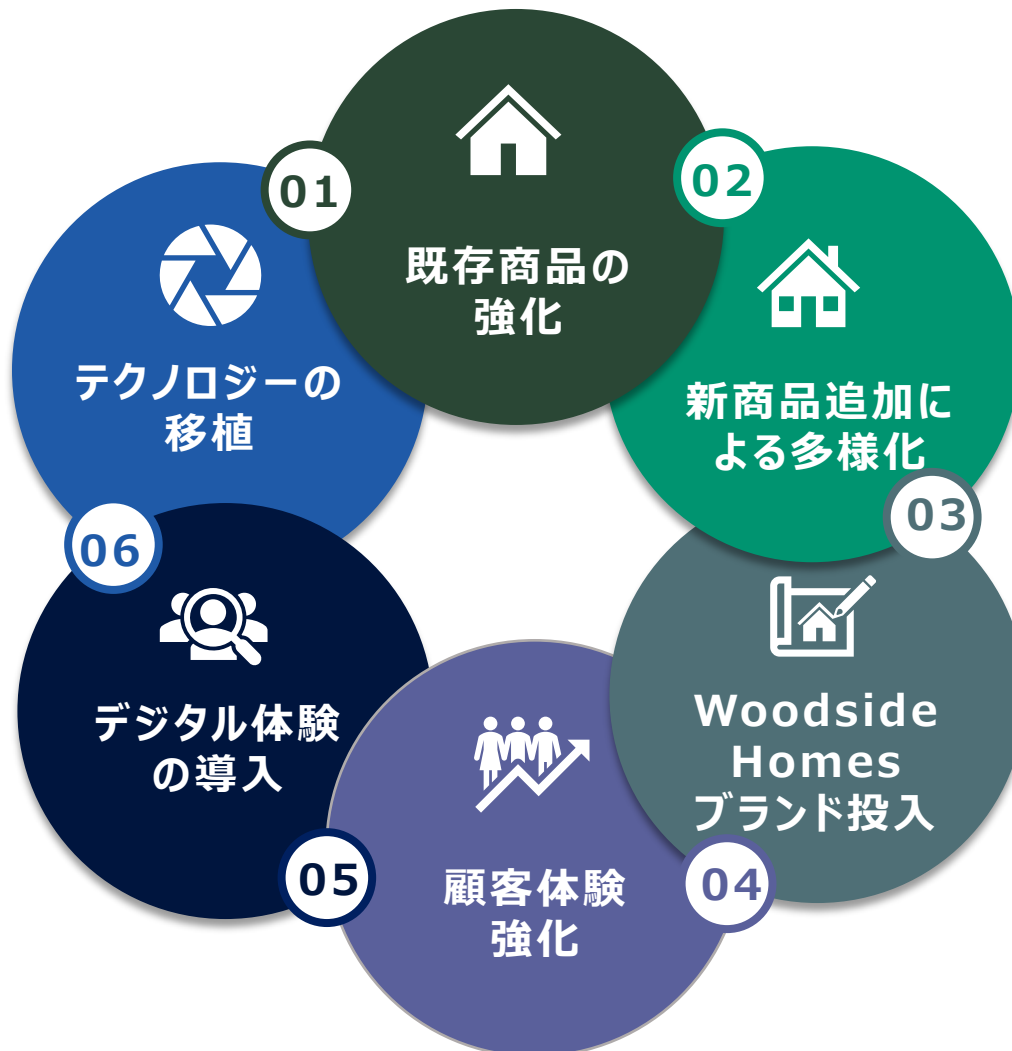 01
既存商品の
強化
02
新商品追加に
よる多様化
03
Woodside
Homes
ブランド投入
04
顧客体験
強化
05
デジタル体験
の導入
06
テクノロジーの
移植